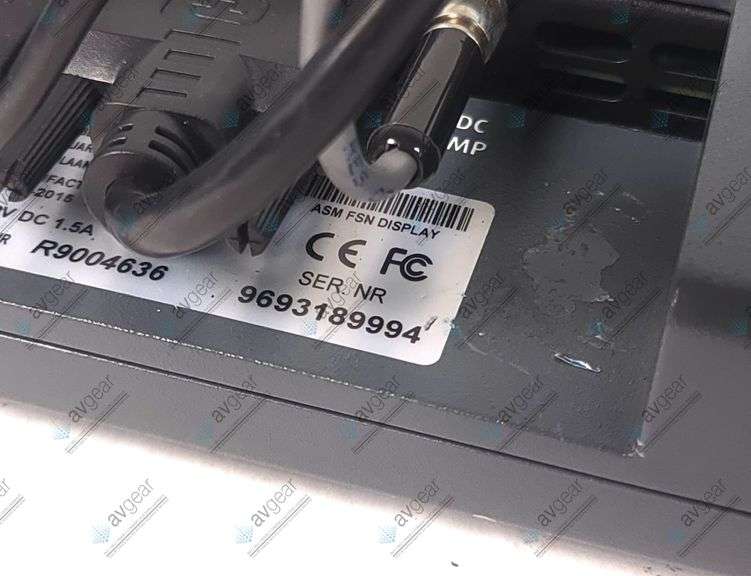 DC
MP
2015
V DC 1.5A
R9004636
ASM FSN DISPLAY
CE FC
SER NR
9693189994
avgear